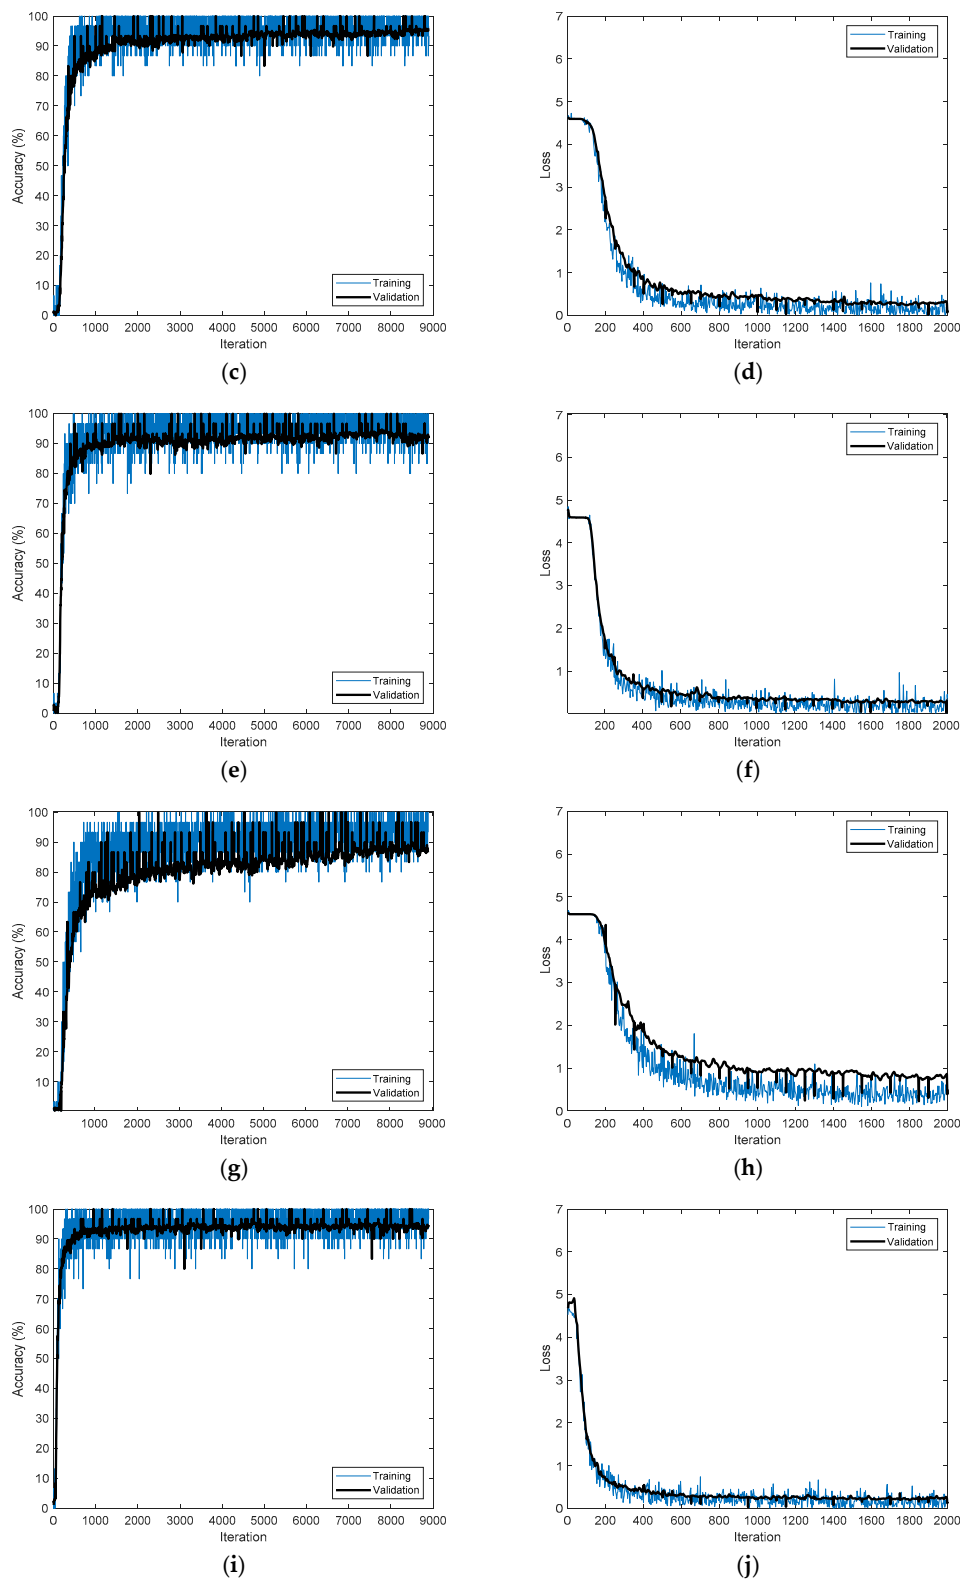 100
90
80
70
60
50
40
30
20
10
0
Accuracy (%)
0 1000 2000 3000 4000 5000 6000 7000 8000 9000
Iteration
Training
Validation
(c)
7
6
5
4
3
2
1
0
Loss
0 200 400 600 800 1000 1200 1400 1600 1800 2000
Iteration
Training
Validation
(d)
100
90
80
70
60
50
40
30
20
10
0
Accuracy (%)
0 1000 2000 3000 4000 5000 6000 7000 8000 9000
Iteration
Training
Validation
(e)
7
6
5
4
3
2
1
Loss
0 200 400 600 800 1000 1200 1400 1600 1800 2000
Iteration
Training
Validation
(f)
100
90
80
70
60
50
40
30
20
10
Accuracy (%)
0 1000 2000 3000 4000 5000 6000 7000 8000 9000
Iteration
Training
Validation
(g)
7
6
5
4
3
2
1
0
Loss
0 200 400 600 800 1000 1200 1400 1600 1800 2000
Iteration
Training
Validation
(h)
100
90
80
70
60
50
40
30
20
10
0
Accuracy (%)
0 1000 2000 3000 4000 5000 6000 7000 8000 9000
Iteration
Training
Validation
(i)
7
6
5
4
3
2
1
0
Loss
0 200 400 600 800 1000 1200 1400 1600 1800 2000
Iteration
Training
Validation
(j)